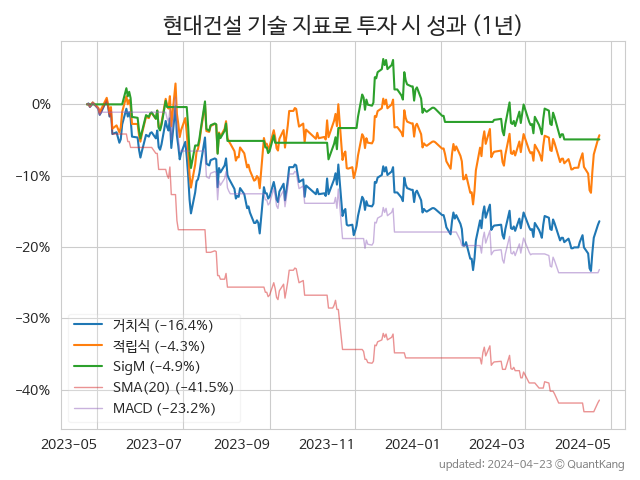 현대건설 기술 지표로 투자 시 성과 (1년)
0%
−10%
−20%
−30%
−40%
거치식 (−16.4%)
적립식 (−4.3%)
SigM (−4.9%)
SMA(20) (−41.5%)
MACD (−23.2%)
2023-05 2023-07 2023-09 2023-11 2024-01 2024-03 2024-05
updated: 2024-04-23 © QuantKang